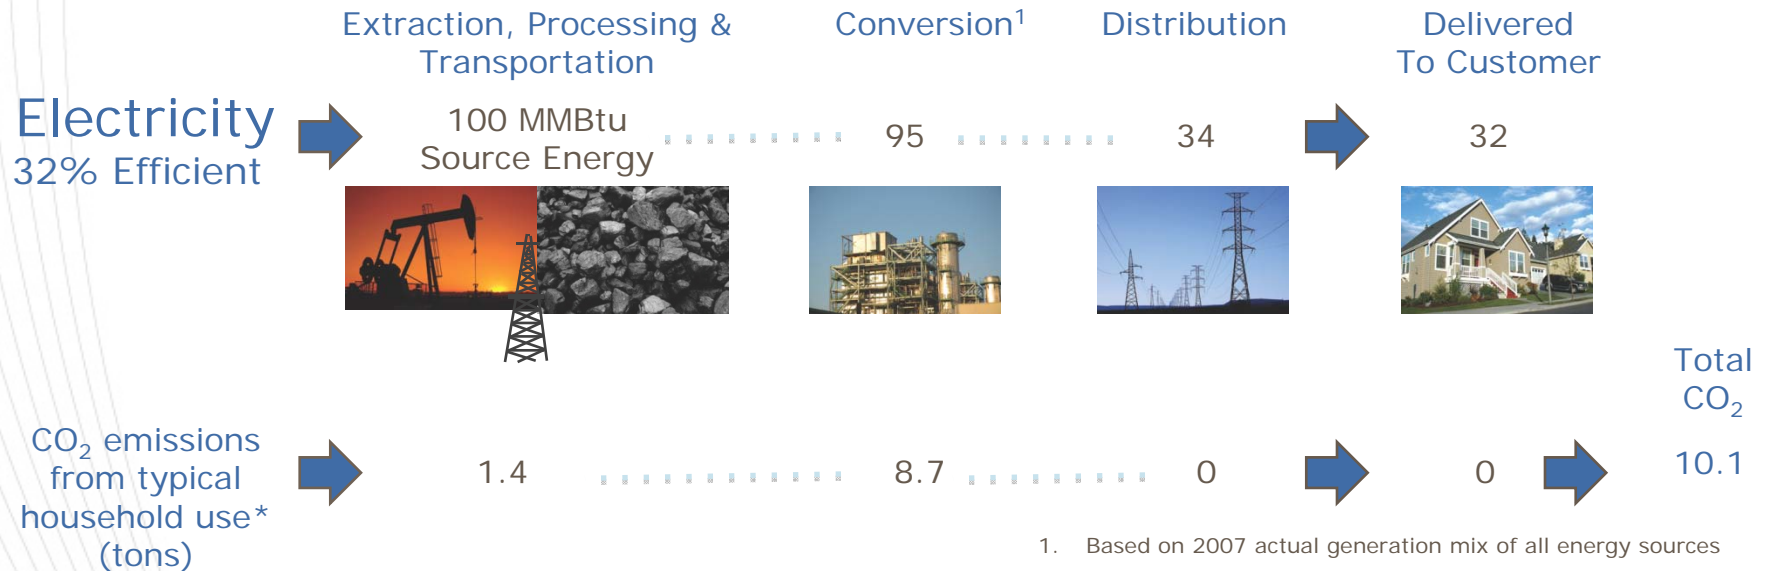 Extraction, Processing &
Transportation
Conversion¹
Distribution
Delivered
To Customer
Electricity
32% Efficient
100 MMBtu
Source Energy
95
34
32
Total
CO₂
CO₂ emissions
from typical
household use*
(tons)
1.4
8.7
0
0
10.1
1. Based on 2007 actual generation mix of all energy sources